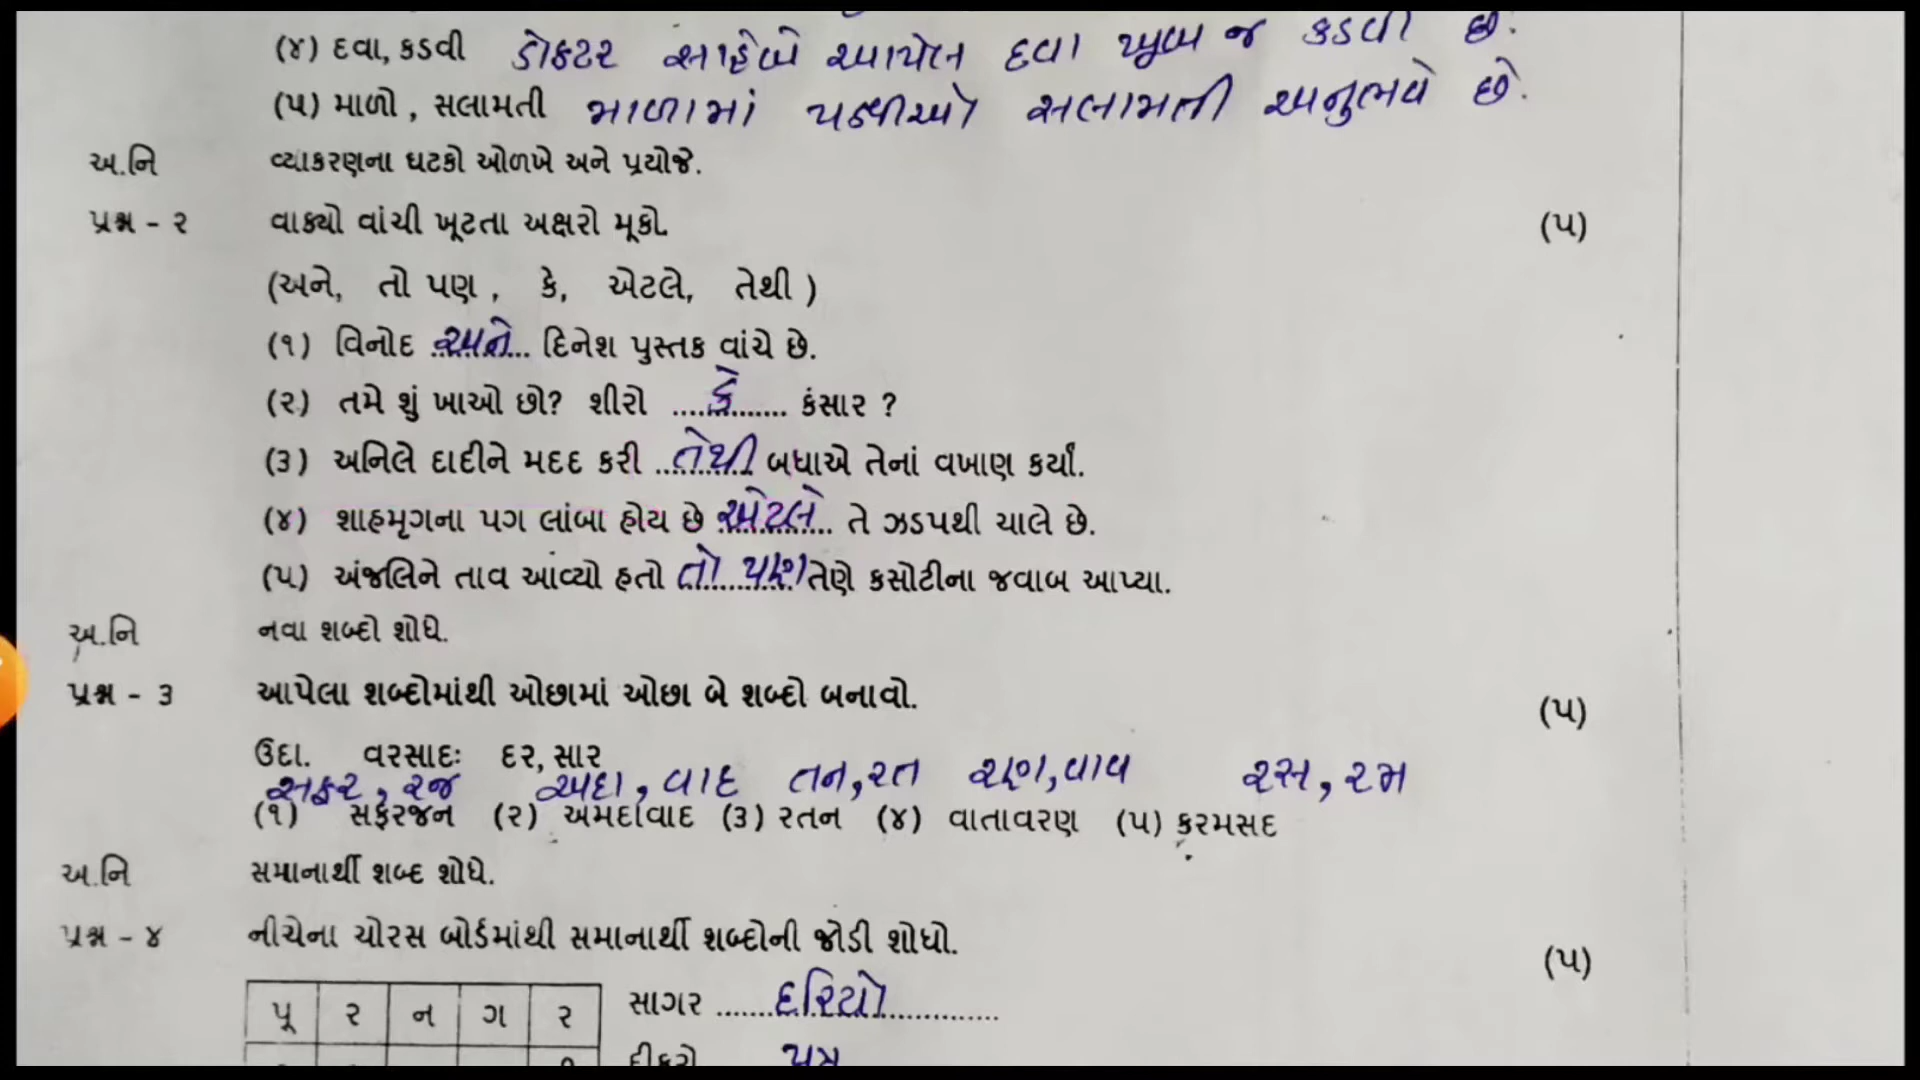 (૪) દવા, કડવી ડોકટર સાહેબે આપેલ દવા ખુબ જ કડવી છે.
(૫) માળો , સલામતી માળામાં પક્ષીઓ સલામતી અનુભવે છે.
અ.નિ વ્યાકરણના ઘટકો ઓળખે અને પ્રયોજે.
પ્રશ્ન - ૨ વાક્યો વાંચી ખૂટતા અક્ષરો મૂકો. (૫)
(અને, તો પણ , કે, એટલે, તેથી )
(૧) વિનોદ અને દિનેશ પુસ્તક વાંચે છે.
(૨) તમે શું ખાઓ છો? શીરો કે કંસાર ?
(૩) અનિલે દાદીને મદદ કરી તેથી બધાએ તેનાં વખાણ કર્યાં.
(૪) શાહમૃગના પગ લાંબા હોય છે એટલે તે ઝડપથી ચાલે છે.
(૫) અંજલિને તાવ આવ્યો હતો તો પણ તેણે કસોટીના જવાબ આપ્યા.
અ.નિ નવા શબ્દો શોધે.
પ્રશ્ન - ૩ આપેલા શબ્દોમાંથી ઓછામાં ઓછા બે શબ્દો બનાવો. (૫)
ઉદા. વરસાદઃ દર, સાર
સફર, રજ અદા, વાદ તન, રત રણ, વાવ રસ, રમ
(૧) સફરજન (૨) અમદાવાદ (૩) રતન (૪) વાતાવરણ (૫) કરમસદ
અ.નિ સમાનાર્થી શબ્દ શોધે.
પ્રશ્ન - ૪ નીચેના ચોરસ બોર્ડમાંથી સમાનાર્થી શબ્દોની જોડી શોધો. (૫)
પૂ ર ન ગ ર સાગર દરિયો